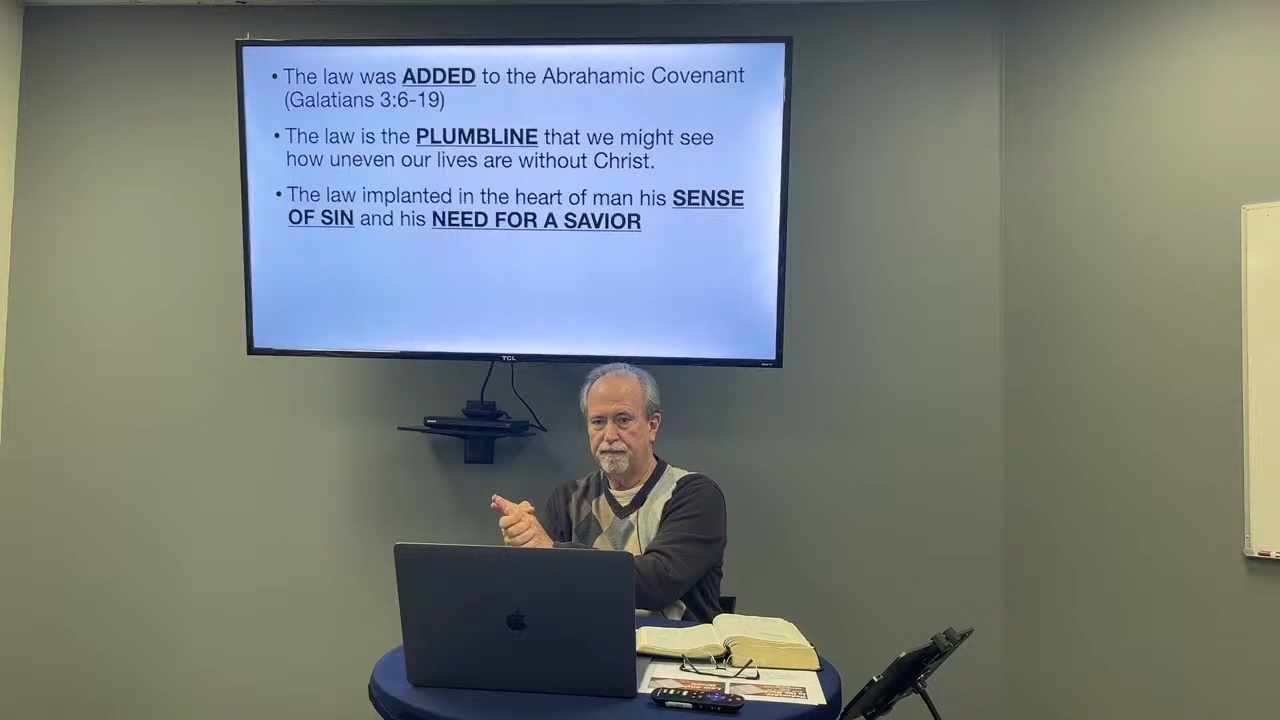 • The law was ADDED to the Abrahamic Covenant
(Galatians 3:6-19)
• The law is the PLUMBLINE that we might see
how uneven our lives are without Christ.
• The law implanted in the heart of man his SENSE
OF SIN and his NEED FOR A SAVIOR
TCL